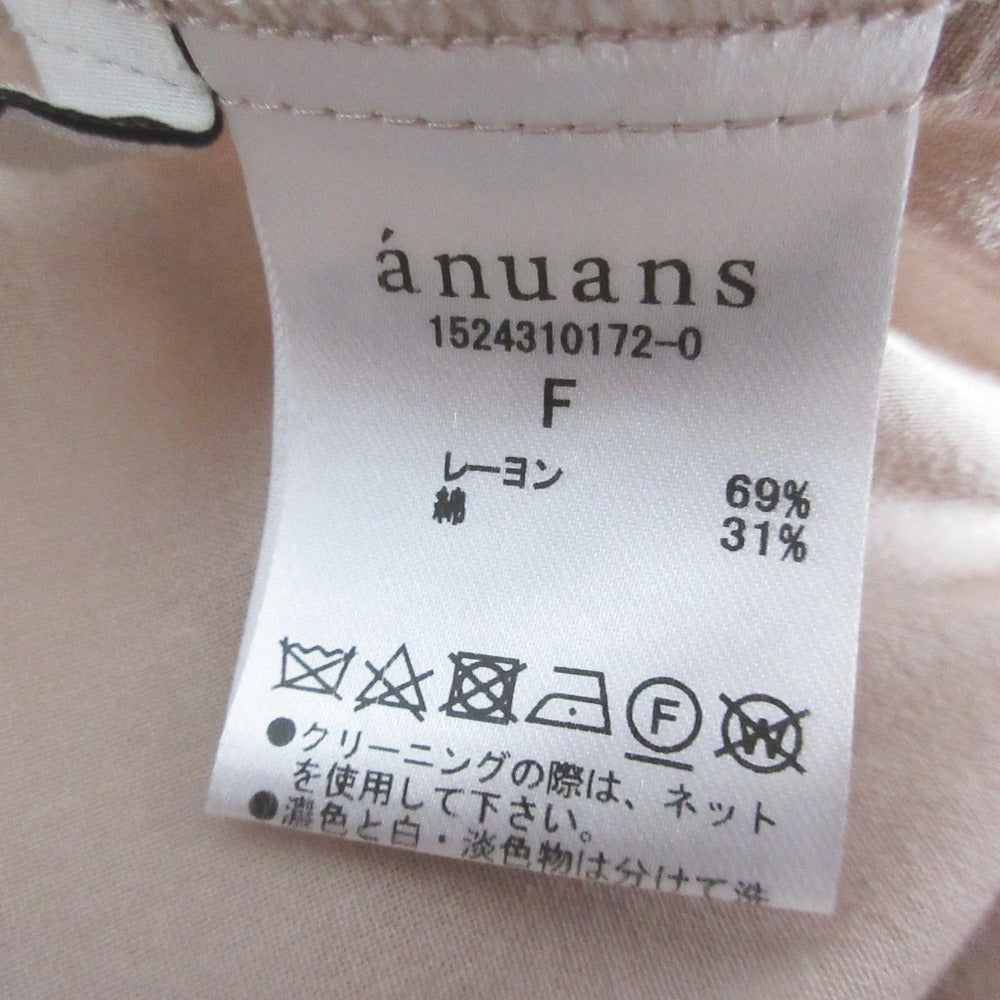 ánuans
1524310172-0
F
レーヨン 69%
綿 31%
F W
●クリーニングの際は、ネット
を使用して下さい。
●濃色と白・淡色物は分けて洗